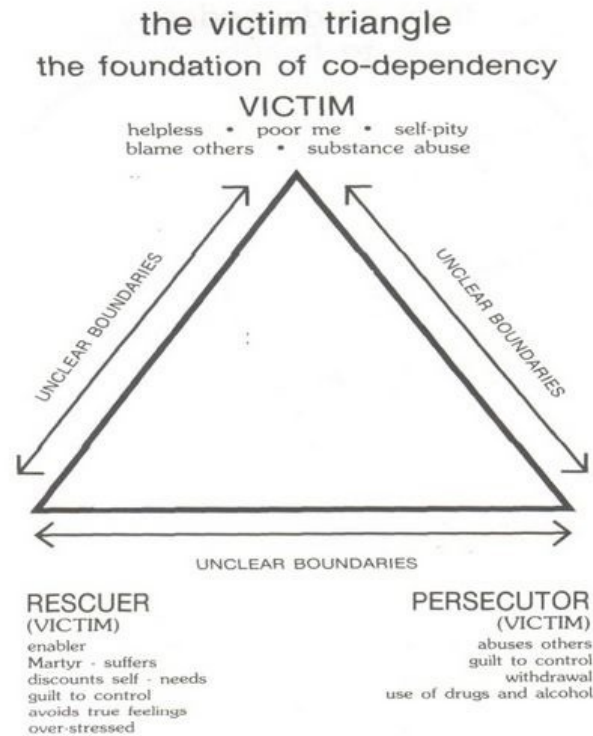 the victim triangle
the foundation of co-dependency
VICTIM
helpless • poor me • self-pity
blame others • substance abuse
UNCLEAR BOUNDARIES
UNCLEAR BOUNDARIES
UNCLEAR BOUNDARIES
RESCUER
(VICTIM)
enabler
Martyr - suffers
discounts self - needs
guilt to control
avoids true feelings
over-stressed
PERSECUTOR
(VICTIM)
abuses others
guilt to control
withdrawal
use of drugs and alcohol